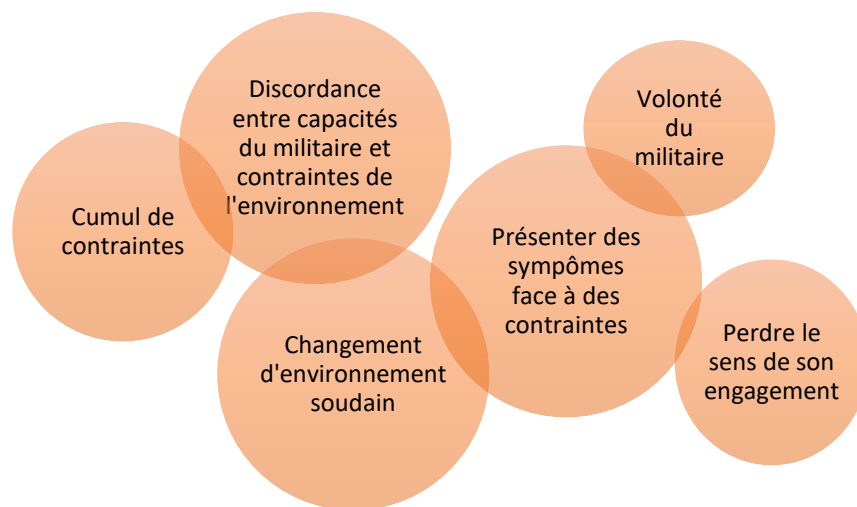 Discordance
entre capacités
du militaire et
contraintes de
l'environnement
Volonté
du
militaire
Cumul de
contraintes
Présenter des
sympômes
face à des
contraintes
Changement
d'environnement
soudain
Perdre le
sens de son
engagement